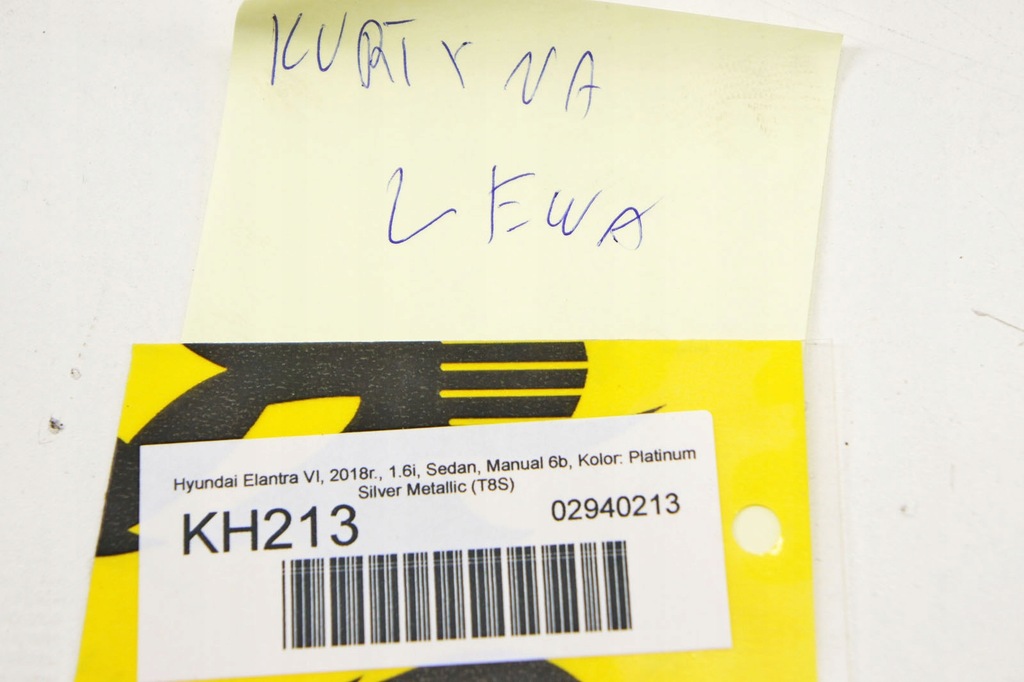 KURTYNA
LEWA
Hyundai Elantra VI, 2018r., 1.6i, Sedan, Manual 6b, Kolor: Platinum
Silver Metallic (T8S)
KH213 02940213